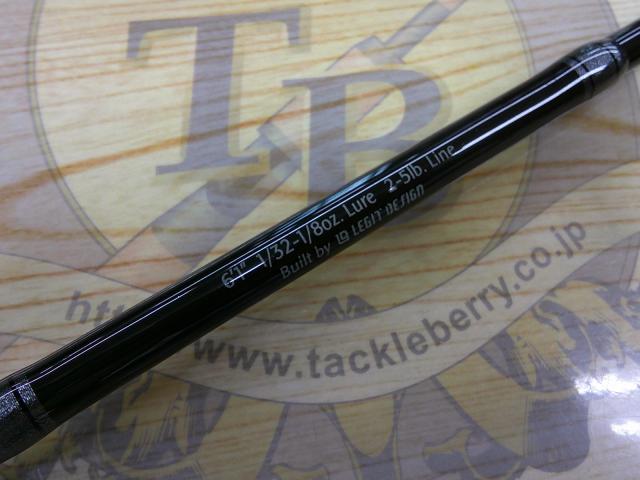 TB
6'1" 1/32-1/8oz. Lure 2-5lb. Line
Built by LEGIT DESIGN
http
www.tackleberry.co.jp